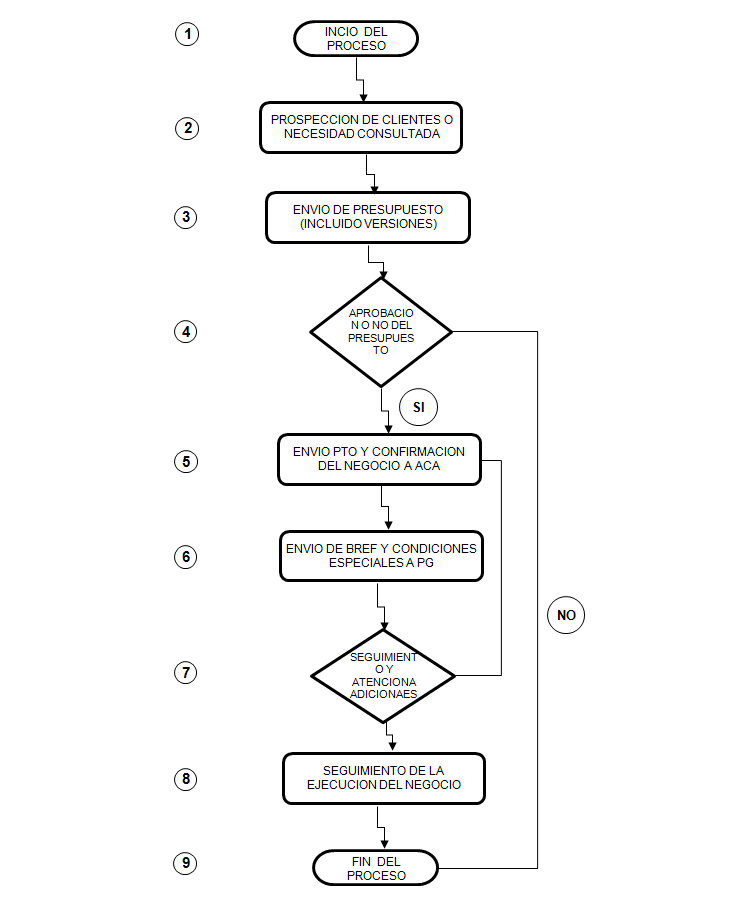 1
INCIO DEL
PROCESO
2
PROSPECCION DE CLIENTES O
NECESIDAD CONSULTADA
3
ENVIO DE PRESUPUESTO
(INCLUIDO VERSIONES)
4
APROBACIO
N O NO DEL
PRESUPUES
TO
SI
5
ENVIO PTO Y CONFIRMACION
DEL NEGOCIO A ACA
6
ENVIO DE BREF Y CONDICIONES
ESPECIALES A PG
NO
7
SEGUIMIENT
O Y
ATENCIONA
ADICIONAES
8
SEGUIMIENTO DE LA
EJECUCION DEL NEGOCIO
9
FIN DEL
PROCESO